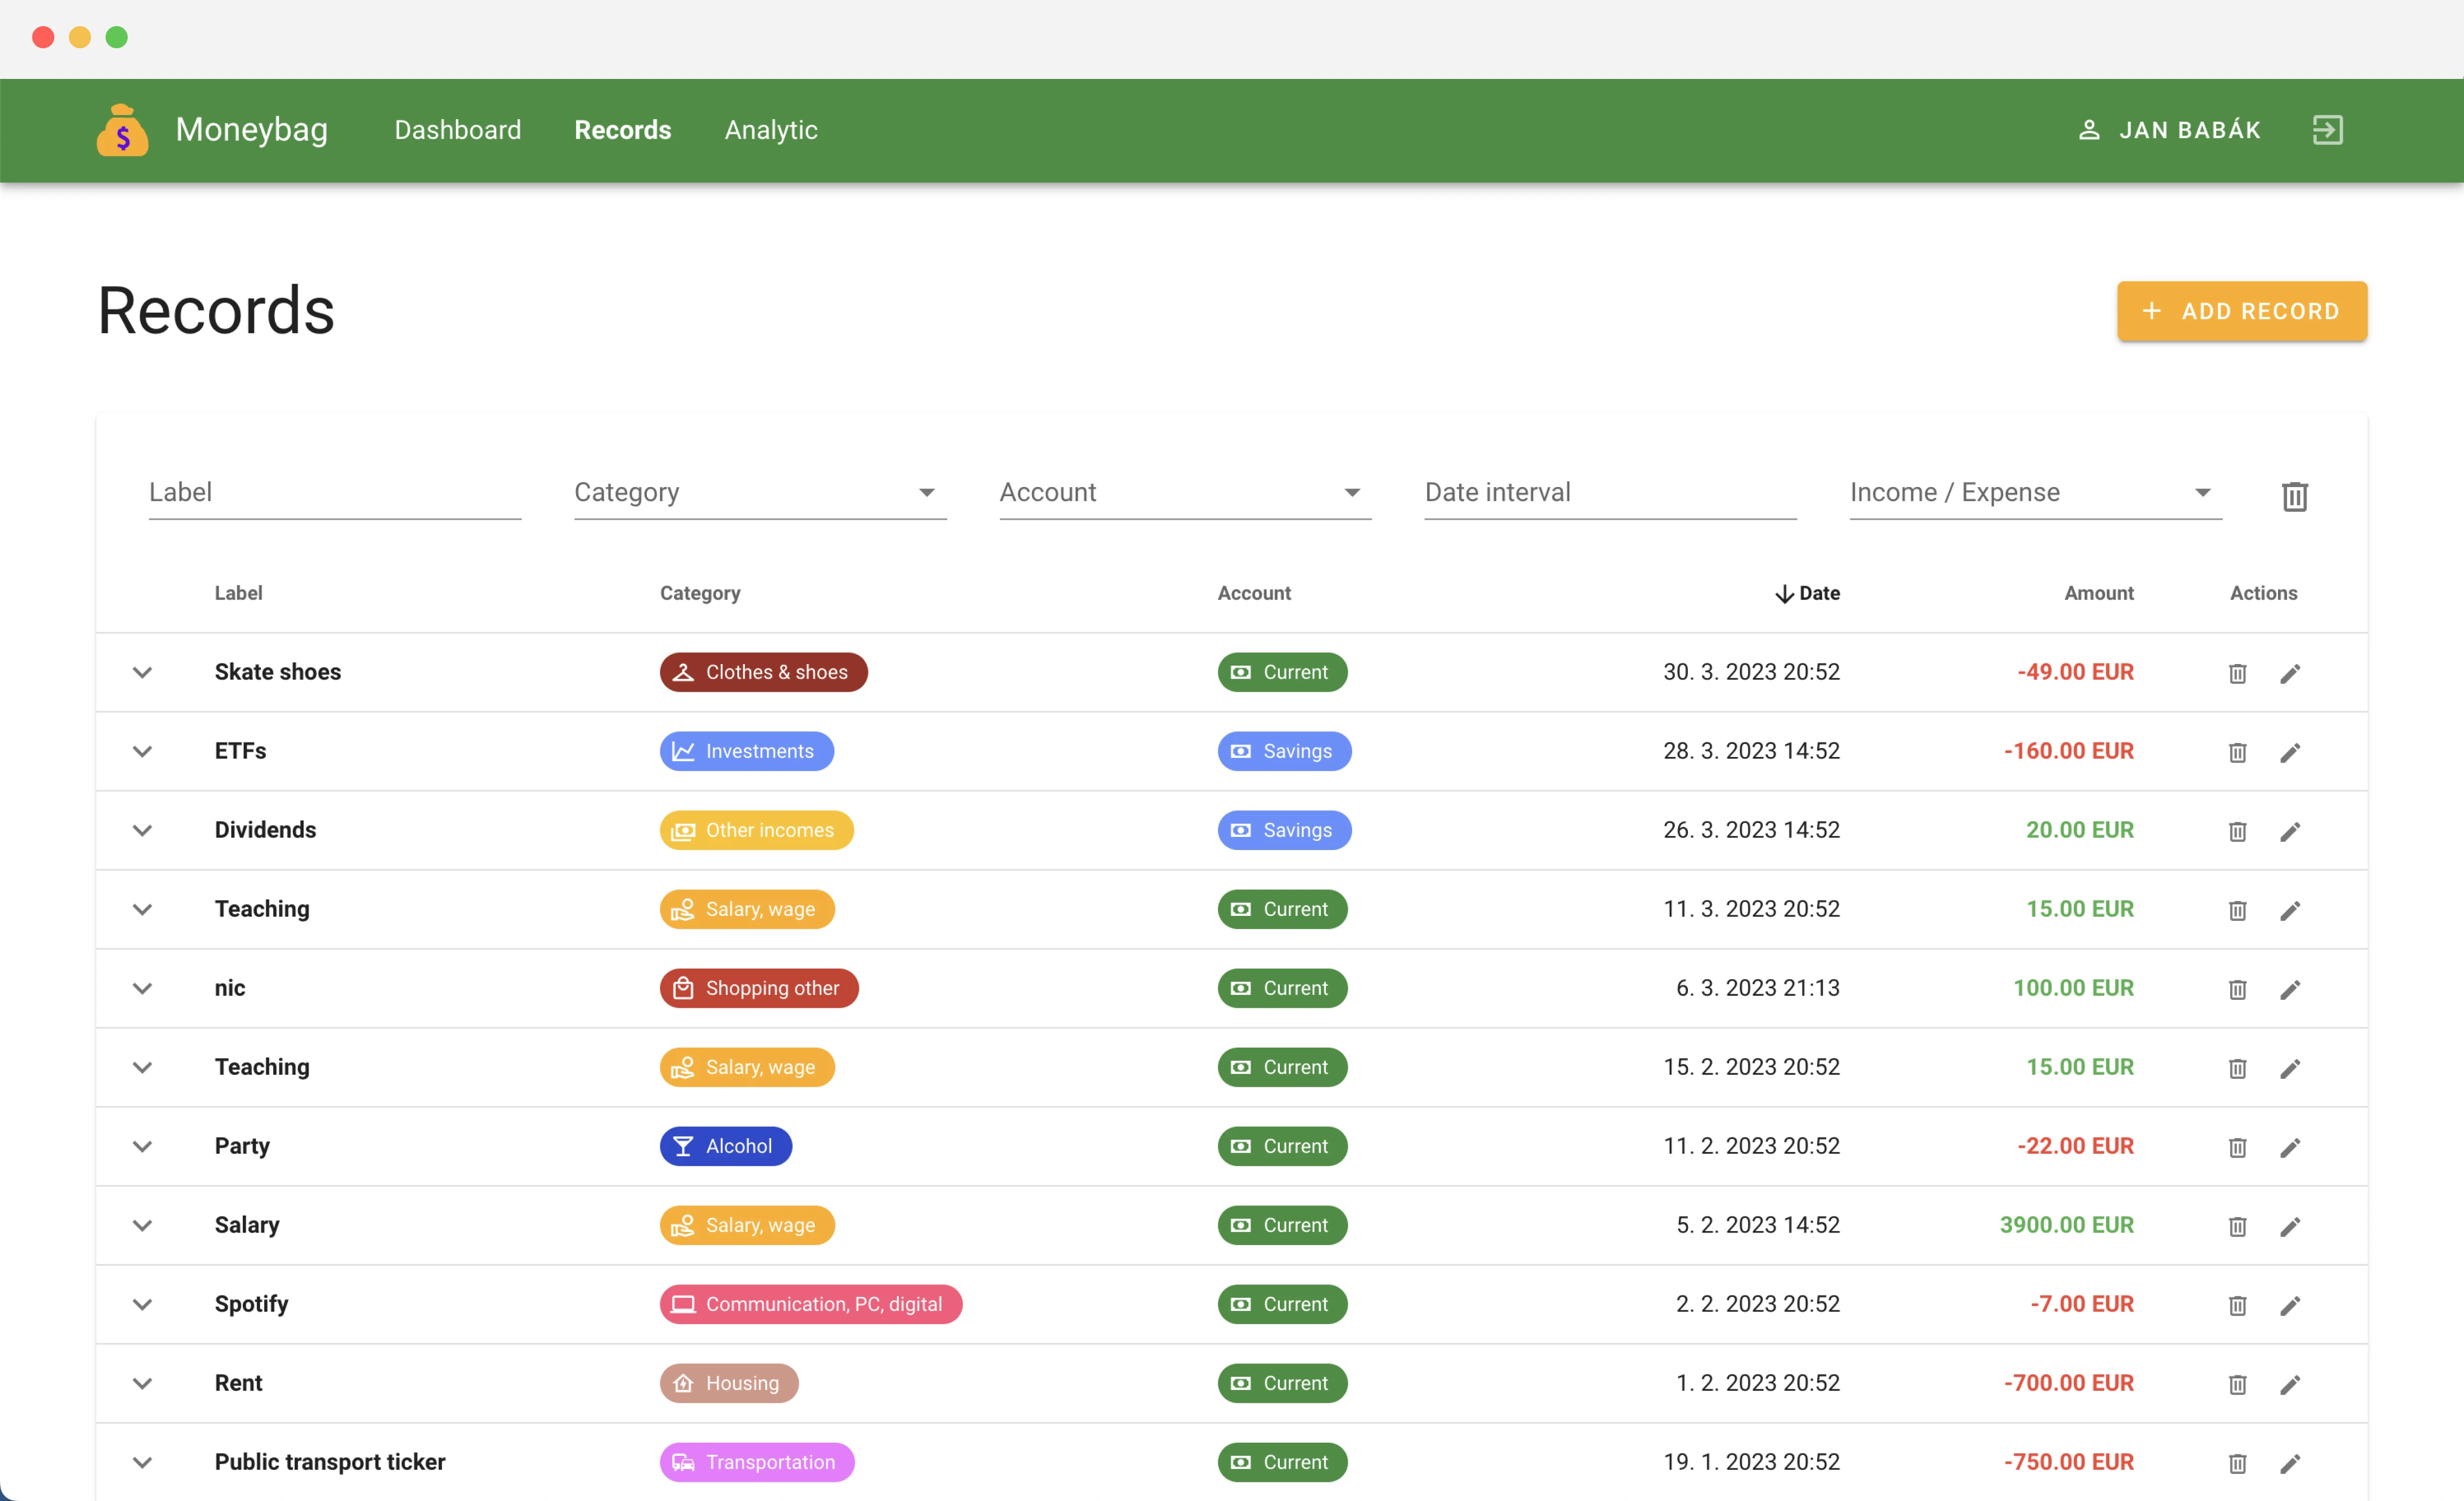 $ Moneybag Dashboard Records Analytic JAN BABÁK
Records + ADD RECORD
Label Category Account Date interval Income / Expense
Label Category Account Date Amount Actions
Skate shoes Clothes & shoes Current 30. 3. 2023 20:52 -49.00 EUR
ETFs Investments Savings 28. 3. 2023 14:52 -160.00 EUR
Dividends Other incomes Savings 26. 3. 2023 14:52 20.00 EUR
Teaching Salary, wage Current 11. 3. 2023 20:52 15.00 EUR
nic Shopping other Current 6. 3. 2023 21:13 100.00 EUR
Teaching Salary, wage Current 15. 2. 2023 20:52 15.00 EUR
Party Alcohol Current 11. 2. 2023 20:52 -22.00 EUR
Salary Salary, wage Current 5. 2. 2023 14:52 3900.00 EUR
Spotify Communication, PC, digital Current 2. 2. 2023 20:52 -7.00 EUR
Rent Housing Current 1. 2. 2023 20:52 -700.00 EUR
Public transport ticker Transportation Current 19. 1. 2023 20:52 -750.00 EUR